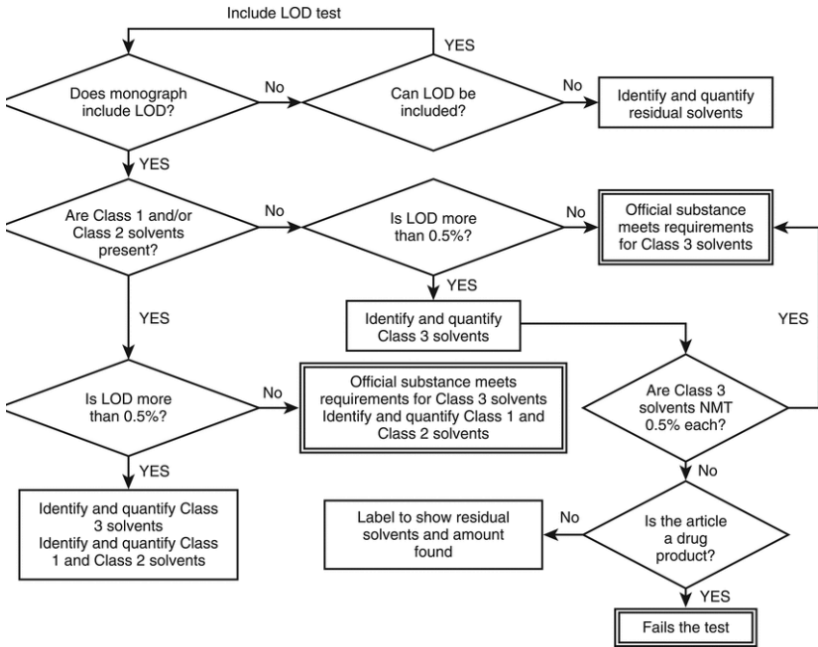 Include LOD test
YES
Does monograph
include LOD?
No
Can LOD be
included?
No
Identify and quantify
residual solvents
YES
Are Class 1 and/or
Class 2 solvents
present?
No
Is LOD more
than 0.5%?
No
Official substance
meets requirements
for Class 3 solvents
YES
YES
Identify and quantify
Class 3 solvents
YES
Is LOD more
than 0.5%?
No
Official substance meets
requirements for Class 3 solvents
Identify and quantify Class 1 and
Class 2 solvents
Are Class 3
solvents NMT
0.5% each?
YES
No
Identify and quantify Class
3 solvents
Identify and quantify Class
1 and Class 2 solvents
Label to show residual
solvents and amount
found
No
Is the article
a drug
product?
YES
Fails the test